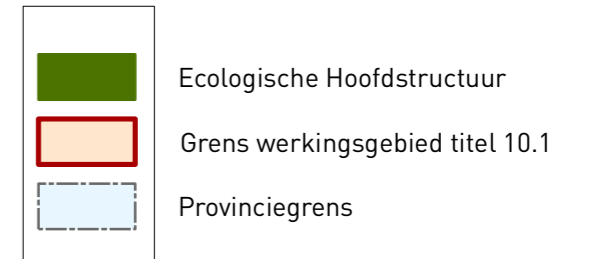 Ecologische Hoofdstructuur
Grens werkingsgebied titel 10.1
Provinciegrens